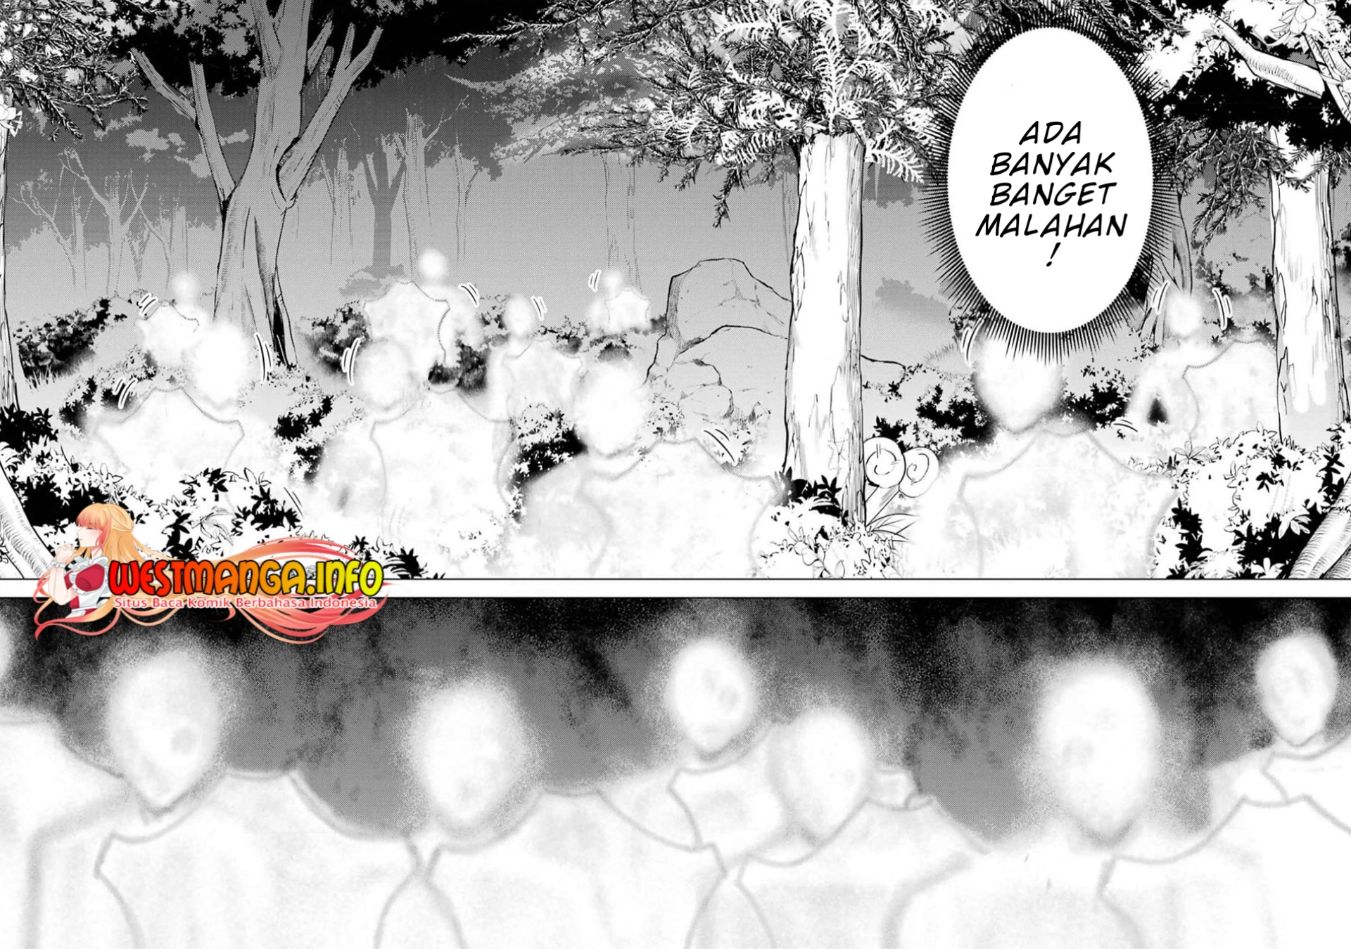 ADA
BANYAK
BANGET
MALAHAN
!
WESTMANGA.INFO
Situs Baca Komik Berbahasa Indonesia